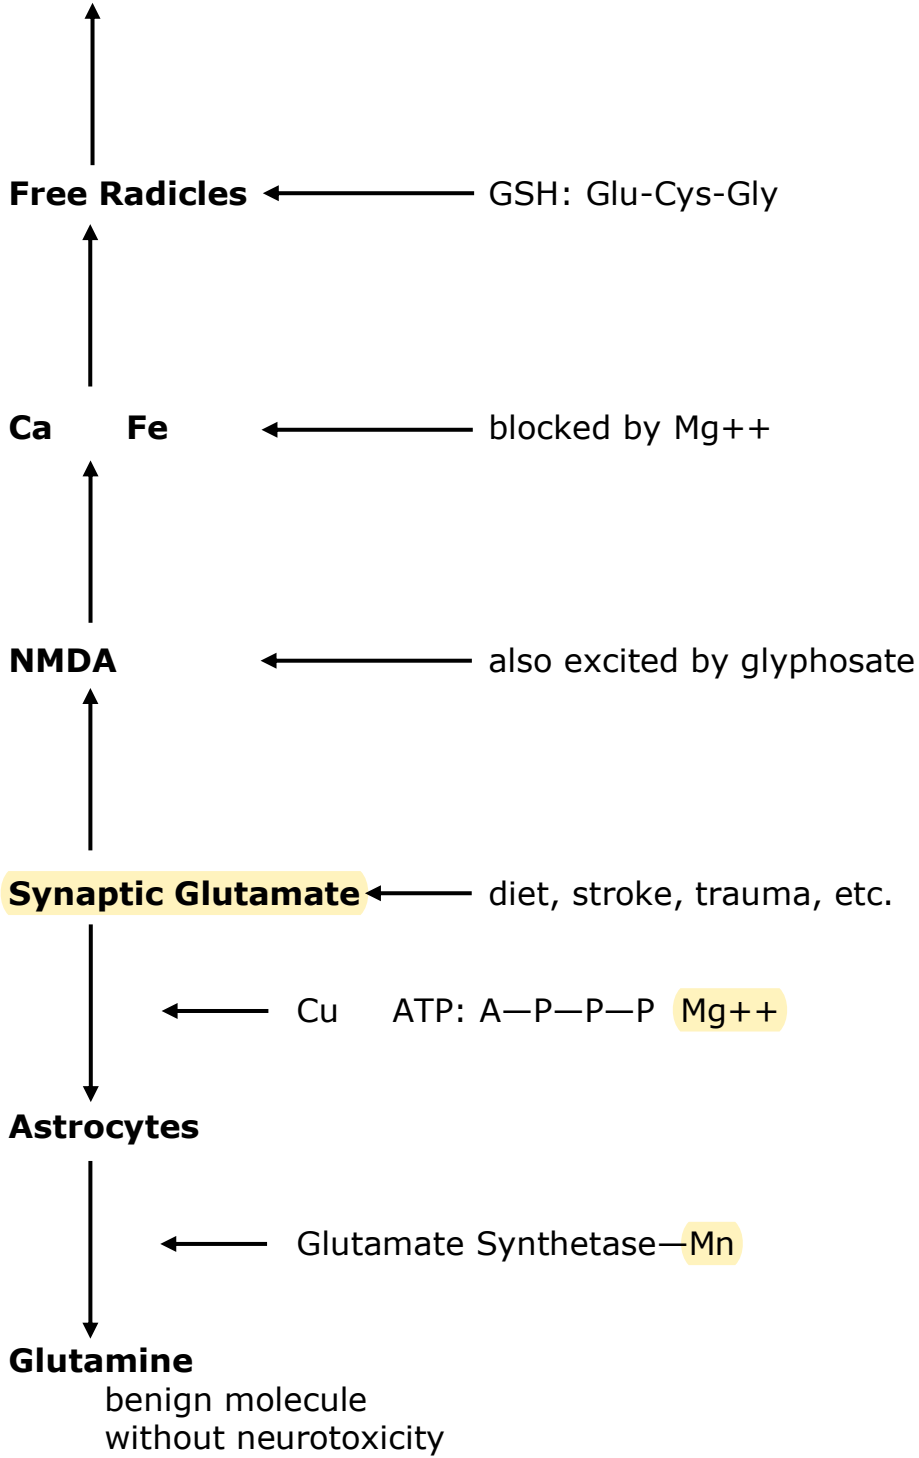 Free Radicles GSH: Glu-Cys-Gly
Ca Fe blocked by Mg++
NMDA also excited by glyphosate
Synaptic Glutamate diet, stroke, trauma, etc.
Cu ATP: A—P—P—P Mg++
Astrocytes
Glutamate Synthetase—Mn
Glutamine
benign molecule
without neurotoxicity